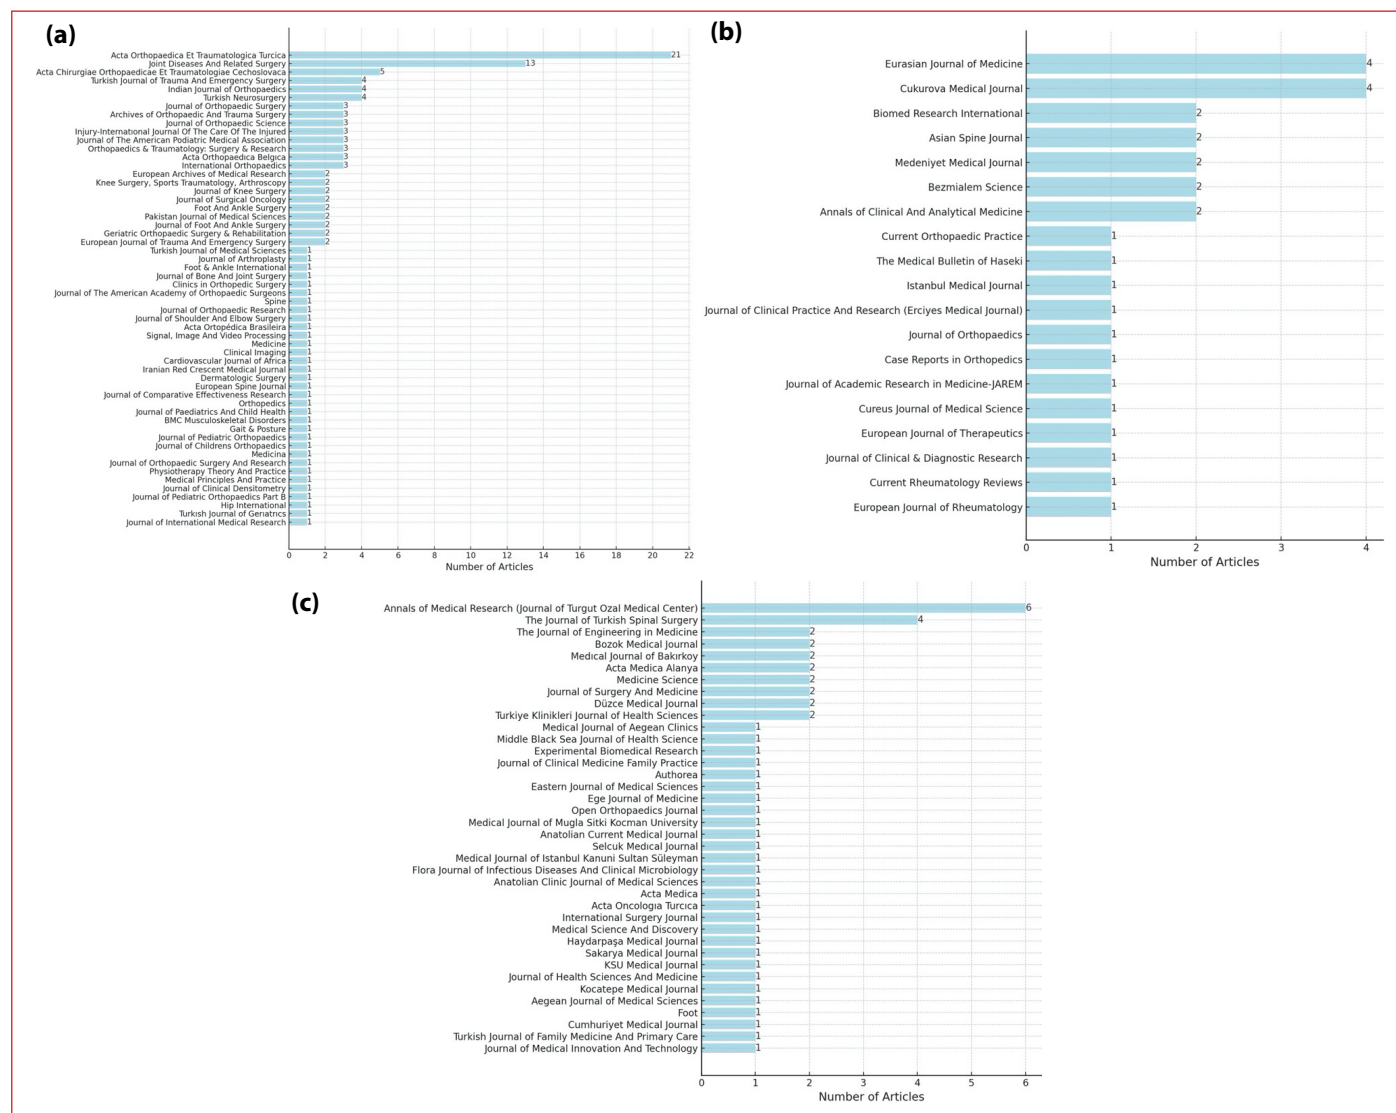 (a)
Acta Orthopaedica Et Traumatologica Turcica 21
Joint Diseases And Related Surgery 13
Acta Chirurgiae Orthopaedicae Et Traumatologiae Cechoslovaca 5
Turkish Journal of Trauma And Emergency Surgery 4
Indian Journal of Orthopaedics 4
Turkish Neurosurgery 4
Journal of Orthopaedic Surgery 3
Archives of Orthopaedic And Trauma Surgery 3
Journal of Orthopaedic Science 3
Injury-International Journal Of The Care Of The Injured 3
Journal of The American Podiatric Medical Association 3
Orthopaedics & Traumatology: Surgery & Research 3
Acta Orthopaedıca Belgıca 3
International Orthopaedics 3
European Archives of Medical Research 2
Knee Surgery, Sports Traumatology, Arthroscopy 2
Journal of Knee Surgery 2
Journal of Surgical Oncology 2
Foot And Ankle Surgery 2
Pakistan Journal of Medical Sciences 2
Journal of Foot And Ankle Surgery 2
Geriatric Orthopaedic Surgery & Rehabilitation 2
European Journal of Trauma And Emergency Surgery 2
Turkish Journal of Medical Sciences 1
Journal of Arthroplasty 1
Foot & Ankle International 1
Journal of Bone And Joint Surgery 1
Clinics in Orthopedic Surgery 1
Journal of The American Academy of Orthopaedic Surgeons 1
Spine 1
Journal of Orthopaedic Research 1
Journal of Shoulder And Elbow Surgery 1
Acta Ortopédica Brasileira 1
Signal, Image And Video Processing 1
Medicine 1
Clinical Imaging 1
Cardiovascular Journal of Africa 1
Iranian Red Crescent Medical Journal 1
Dermatologic Surgery 1
European Spine Journal 1
Journal of Comparative Effectiveness Research 1
Orthopedics 1
Journal of Paediatrics And Child Health 1
BMC Musculoskeletal Disorders 1
Gait & Posture 1
Journal of Pediatric Orthopaedics 1
Journal of Childrens Orthopaedics 1
Medicina 1
Journal of Orthopaedic Surgery And Research 1
Physiotherapy Theory And Practice 1
Medical Principles And Practice 1
Journal of Clinical Densitometry 1
Journal of Pediatric Orthopaedics Part B 1
Hip International 1
Turkısh Journal of Gerıatrıcs 1
Journal of International Medical Research 1
0 2 4 6 8 10 12 14 16 18 20 22
Number of Articles
(b)
Eurasian Journal of Medicine 4
Cukurova Medical Journal 4
Biomed Research International 2
Asian Spine Journal 2
Medeniyet Medical Journal 2
Bezmialem Science 2
Annals of Clinical And Analytical Medicine 2
Current Orthopaedic Practice 1
The Medical Bulletin of Haseki 1
Istanbul Medical Journal 1
Journal of Clinical Practice And Research (Erciyes Medical Journal) 1
Journal of Orthopaedics 1
Case Reports in Orthopedics 1
Journal of Academic Research in Medicine-JAREM 1
Cureus Journal of Medical Science 1
European Journal of Therapeutics 1
Journal of Clinical & Diagnostic Research 1
Current Rheumatology Reviews 1
European Journal of Rheumatology 1
0 1 2 3 4
Number of Articles
(c)
Annals of Medical Research (Journal of Turgut Ozal Medical Center) 6
The Journal of Turkish Spinal Surgery 4
The Journal of Engineering in Medicine 2
Bozok Medical Journal 2
Medıcal Journal of Bakırkoy 2
Acta Medica Alanya 2
Medicine Science 2
Journal of Surgery And Medicine 2
Düzce Medical Journal 2
Turkiye Klinikleri Journal of Health Sciences 2
Medical Journal of Aegean Clinics 1
Middle Black Sea Journal of Health Science 1
Experimental Biomedical Research 1
Journal of Clinical Medicine Family Practice 1
Authorea 1
Eastern Journal of Medical Sciences 1
Ege Journal of Medicine 1
Open Orthopaedics Journal 1
Medical Journal of Mugla Sitki Kocman University 1
Anatolian Current Medical Journal 1
Selcuk Medical Journal 1
Medical Journal of Istanbul Kanuni Sultan Süleyman 1
Flora Journal of Infectious Diseases And Clinical Microbiology 1
Anatolian Clinic Journal of Medical Sciences 1
Acta Medica 1
Acta Oncologıa Turcıca 1
International Surgery Journal 1
Medical Science And Discovery 1
Haydarpaşa Medical Journal 1
Sakarya Medical Journal 1
KSU Medical Journal 1
Journal of Health Sciences And Medicine 1
Kocatepe Medical Journal 1
Aegean Journal of Medical Sciences 1
Foot 1
Cumhuriyet Medical Journal 1
Turkish Journal of Family Medicine And Primary Care 1
Journal of Medical Innovation And Technology 1
0 1 2 3 4 5 6
Number of Articles